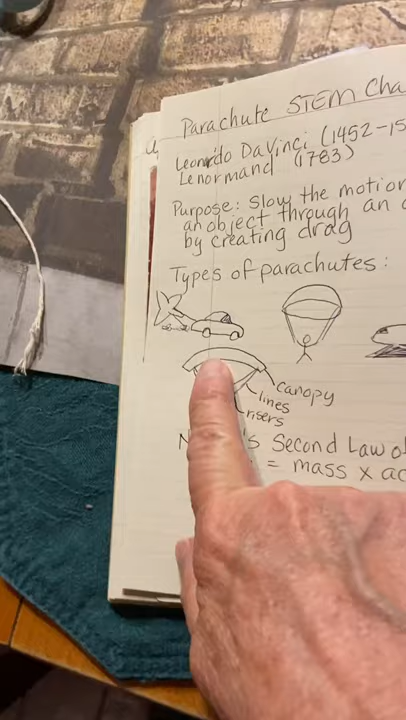 Parachute STEM Cha
Leonardo DaVinci (1452-15
Lenormand (1783)
Purpose: Slow the motion
an object through an
by creating drag
Types of parachutes:
canopy
lines
risers
N 's Second Law of
= mass x ac